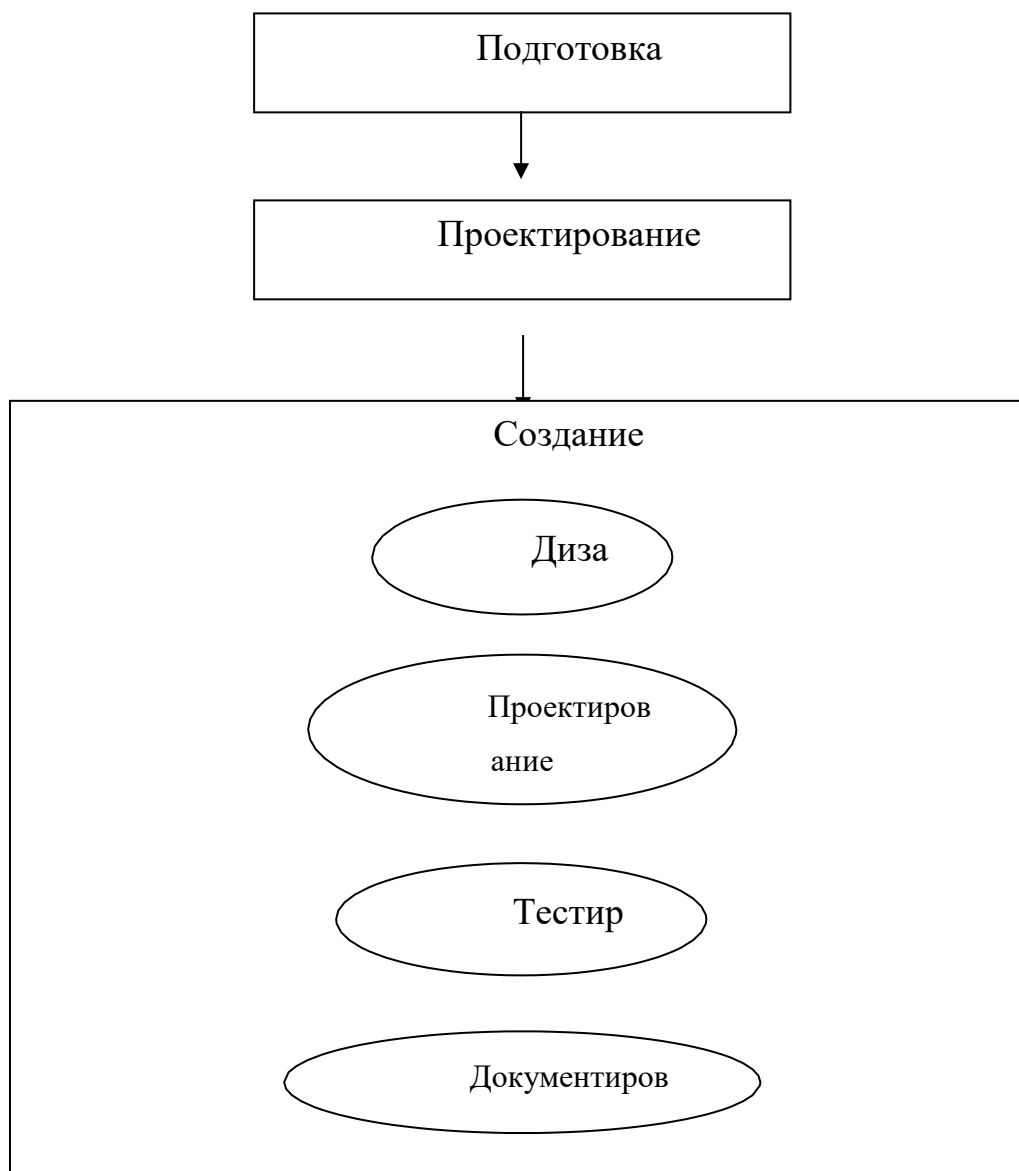 Подготовка
Проектирование
Создание
Диза
Проектиров
ание
Тестир
Документиров